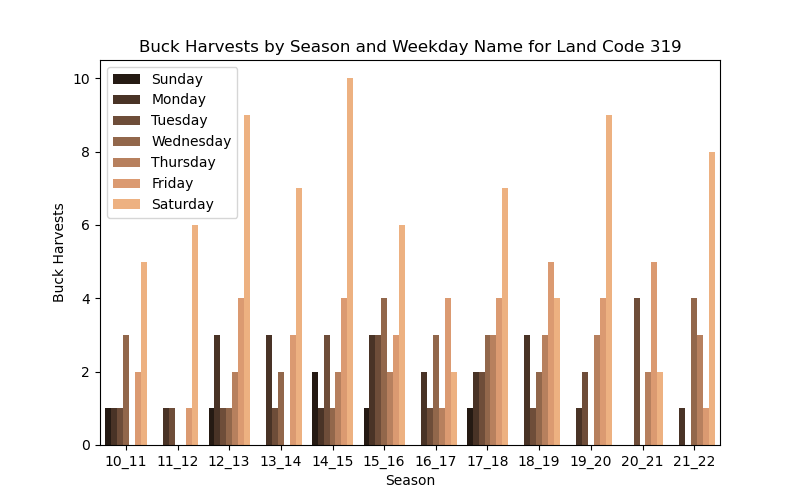 Buck Harvests by Season and Weekday Name for Land Code 319
Sunday
Monday
Tuesday
Wednesday
Thursday
Friday
Saturday
10
8
6
4
2
0
Buck Harvests
10_11 11_12 12_13 13_14 14_15 15_16 16_17 17_18 18_19 19_20 20_21 21_22
Season